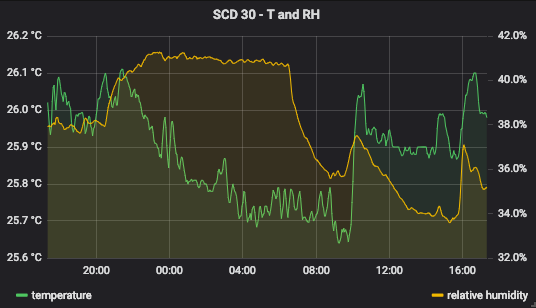 SCD 30 - T and RH
26.2 °C 42.0%
26.1 °C 40.0%
26.0 °C 38.0%
25.9 °C 36.0%
25.8 °C 34.0%
25.7 °C
25.6 °C 32.0%
20:00 00:00 04:00 08:00 12:00 16:00
temperature relative humidity